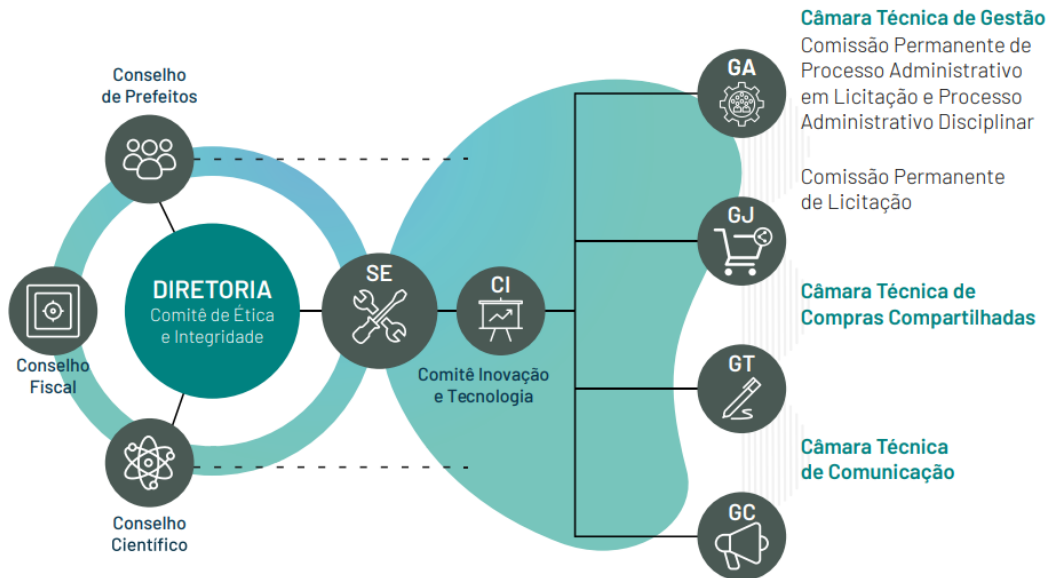 Conselho
de Prefeitos
DIRETORIA
Comitê de Ética
e Integridade
Conselho
Fiscal
Conselho
Científico
SE
CI
Comitê Inovação
e Tecnologia
GA
Câmara Técnica de Gestão
Comissão Permanente de
Processo Administrativo
em Licitação e Processo
Administrativo Disciplinar
Comissão Permanente
de Licitação
GJ
Câmara Técnica de
Compras Compartilhadas
GT
Câmara Técnica
de Comunicação
GC